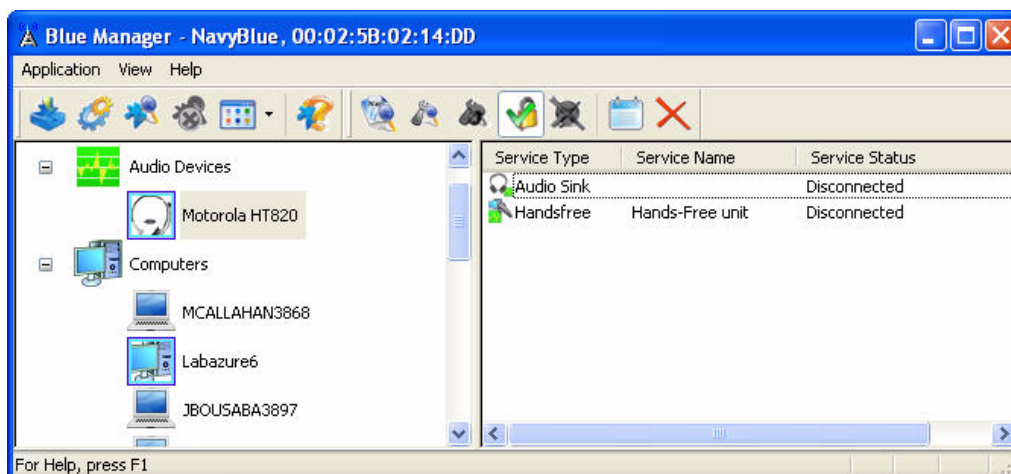 Blue Manager - NavyBlue, 00:02:5B:02:14:DD
Application View Help
Audio Devices
Motorola HT820
Computers
MCALLAHAN3868
Labazure6
JBOUSABA3897
Service Type Service Name Service Status
Audio Sink Disconnected
Handsfree Hands-Free unit Disconnected
For Help, press F1